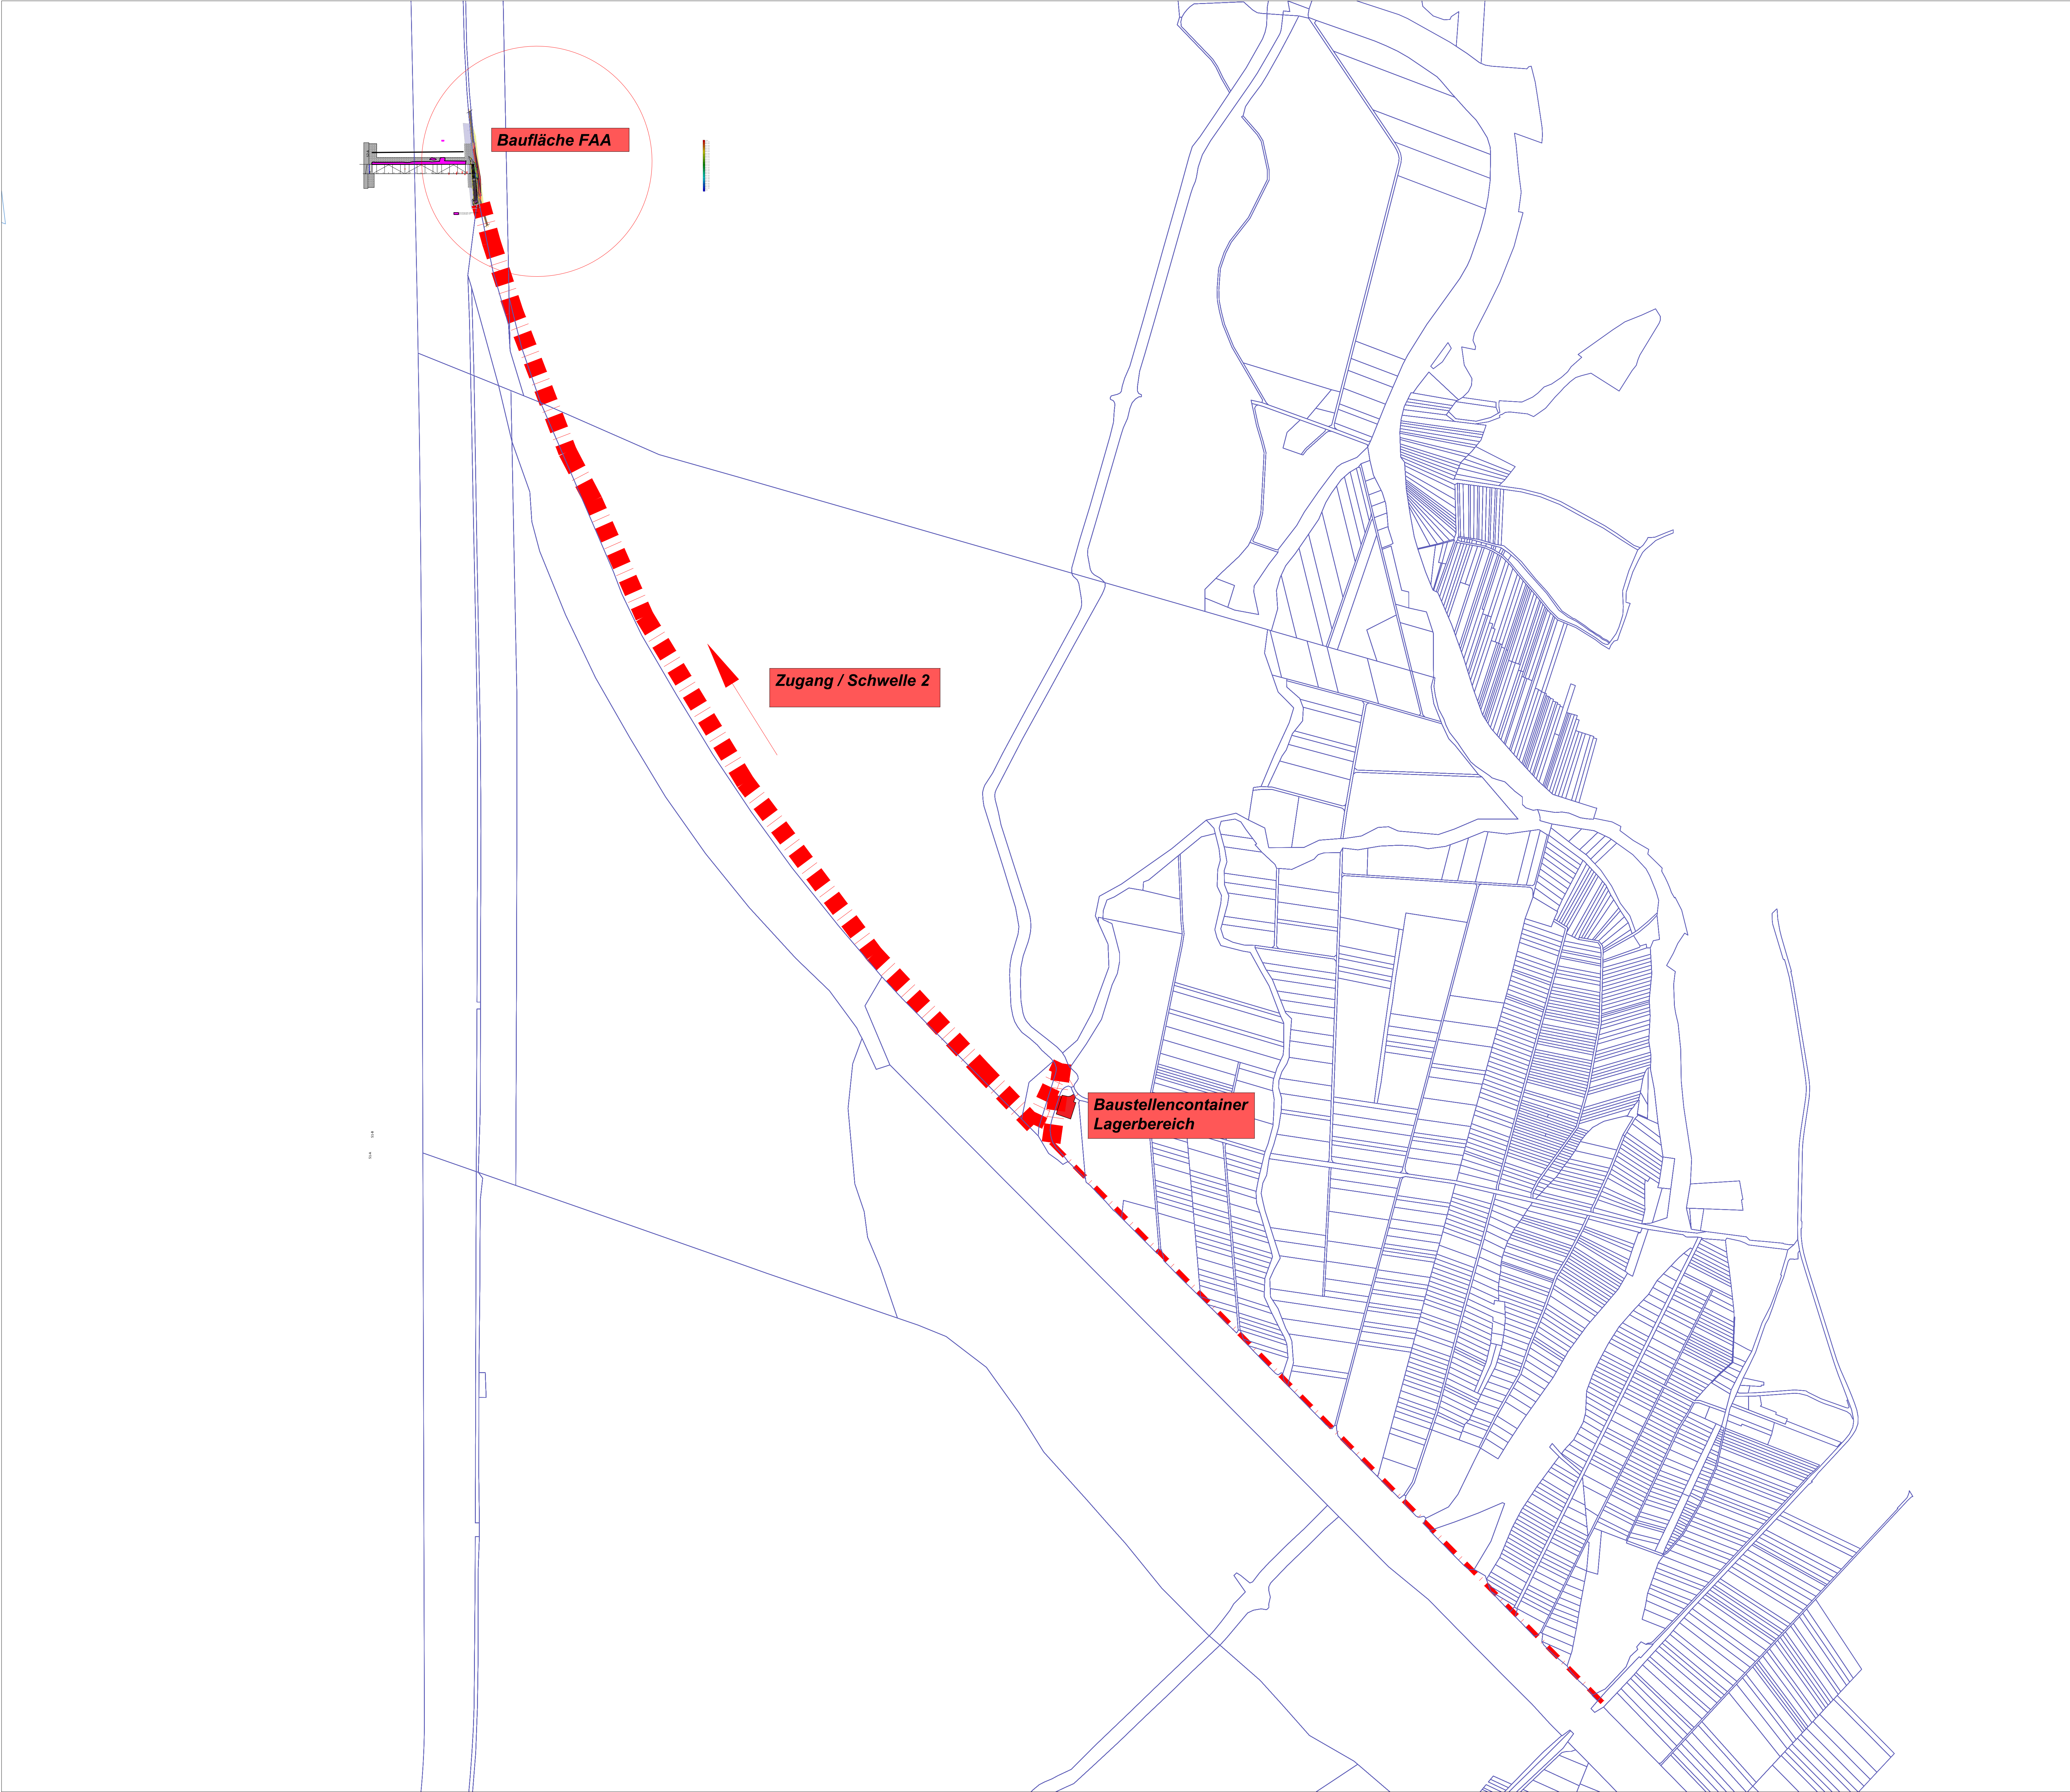 Baufläche FAA
Zugang / Schwelle 2
Baustellencontainer
Lagerbereich